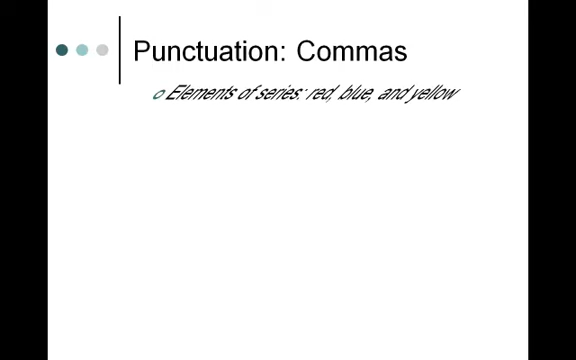 Punctuation: Commas
Elements of series: red, blue, and yellow